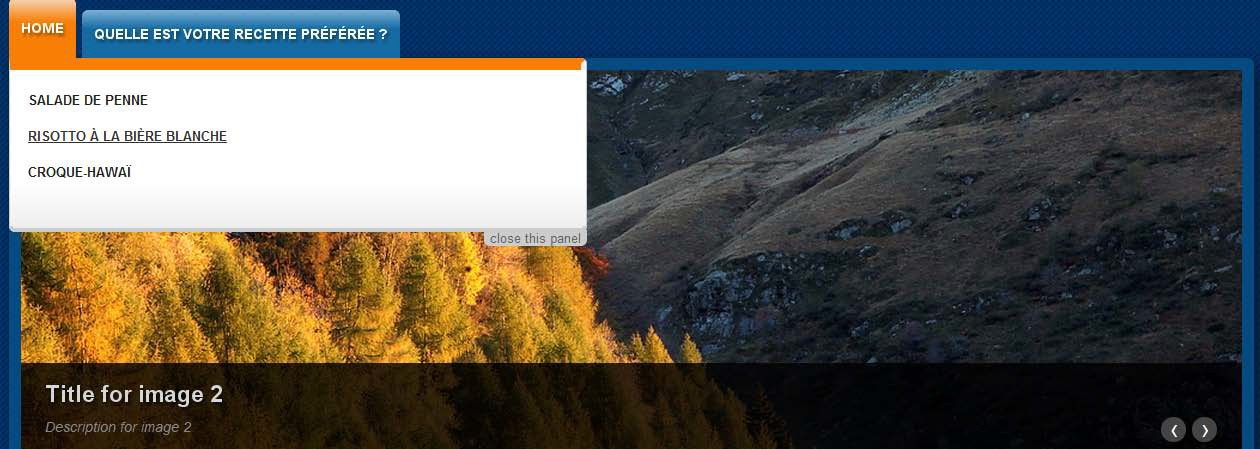 HOME
QUELLE EST VOTRE RECETTE PRÉFÉRÉE ?
SALADE DE PENNE
RISOTTO À LA BIÈRE BLANCHE
CROQUE-HAWAÏ
close this panel
Title for image 2
Description for image 2